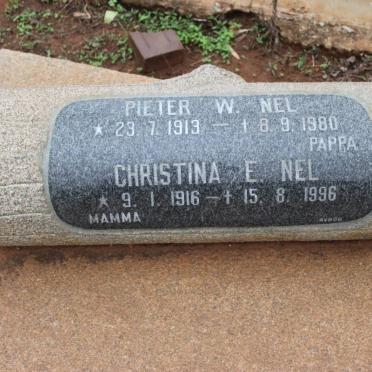 PIETER W. NEL
* 23. 7. 1913 — † 8. 9. 1980
PAPPA
CHRISTINA E. NEL
* 9. 1. 1916 — † 15. 8. 1996
MAMMA